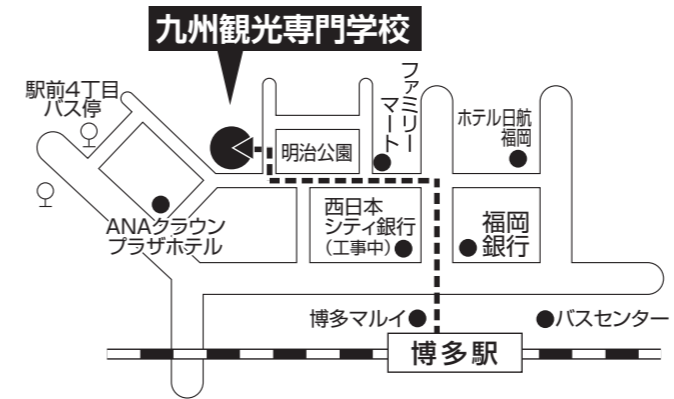 九州観光専門学校
駅前4丁目
バス停
ファミリー
マート
ホテル日航
福岡
明治公園
ANAクラウン
プラザホテル
西日本
シティ銀行
（工事中）
福岡
銀行
博多マルイ
バスセンター
博多駅